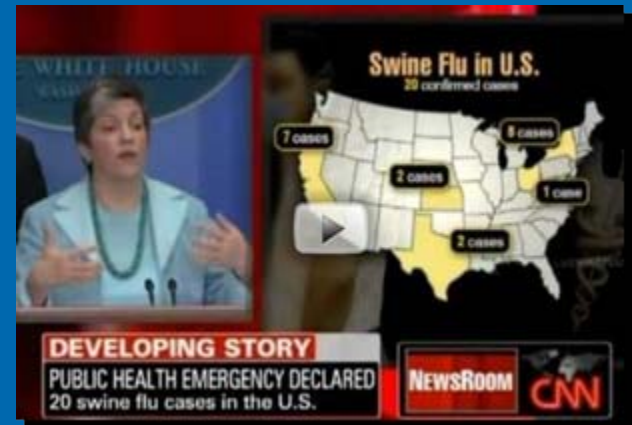 WHITE HOUSE
Swine Flu in U.S.
20 confirmed cases
7 cases
8 cases
2 cases
1 case
2 cases
DEVELOPING STORY
PUBLIC HEALTH EMERGENCY DECLARED
20 swine flu cases in the U.S.
NEWSROOM
CNN